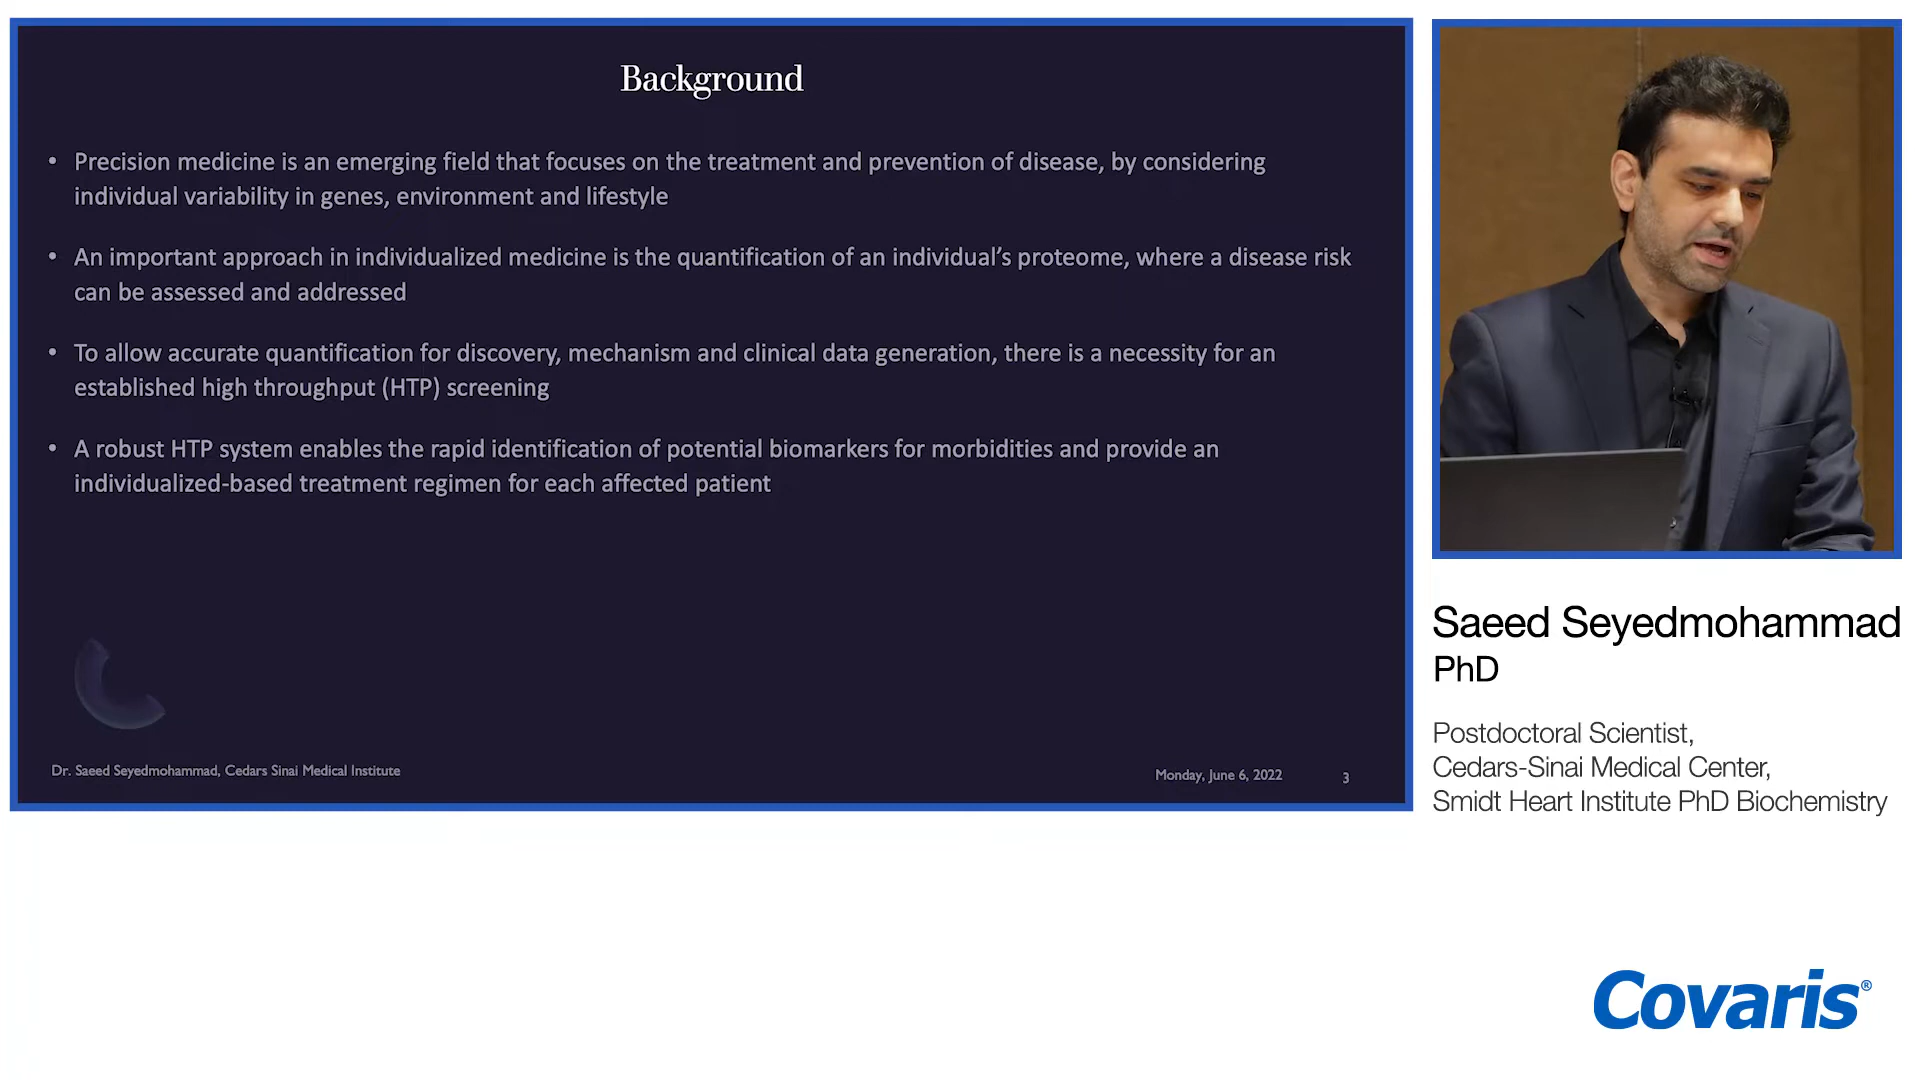 Background
• Precision medicine is an emerging field that focuses on the treatment and prevention of disease, by considering
individual variability in genes, environment and lifestyle
• An important approach in individualized medicine is the quantification of an individual’s proteome, where a disease risk
can be assessed and addressed
• To allow accurate quantification for discovery, mechanism and clinical data generation, there is a necessity for an
established high throughput (HTP) screening
• A robust HTP system enables the rapid identification of potential biomarkers for morbidities and provide an
individualized-based treatment regimen for each affected patient
Dr. Saeed Seyedmohammad, Cedars Sinai Medical Institute
Monday, June 6, 2022
3
Saeed Seyedmohammad
PhD
Postdoctoral Scientist,
Cedars-Sinai Medical Center,
Smidt Heart Institute PhD Biochemistry
Covaris®